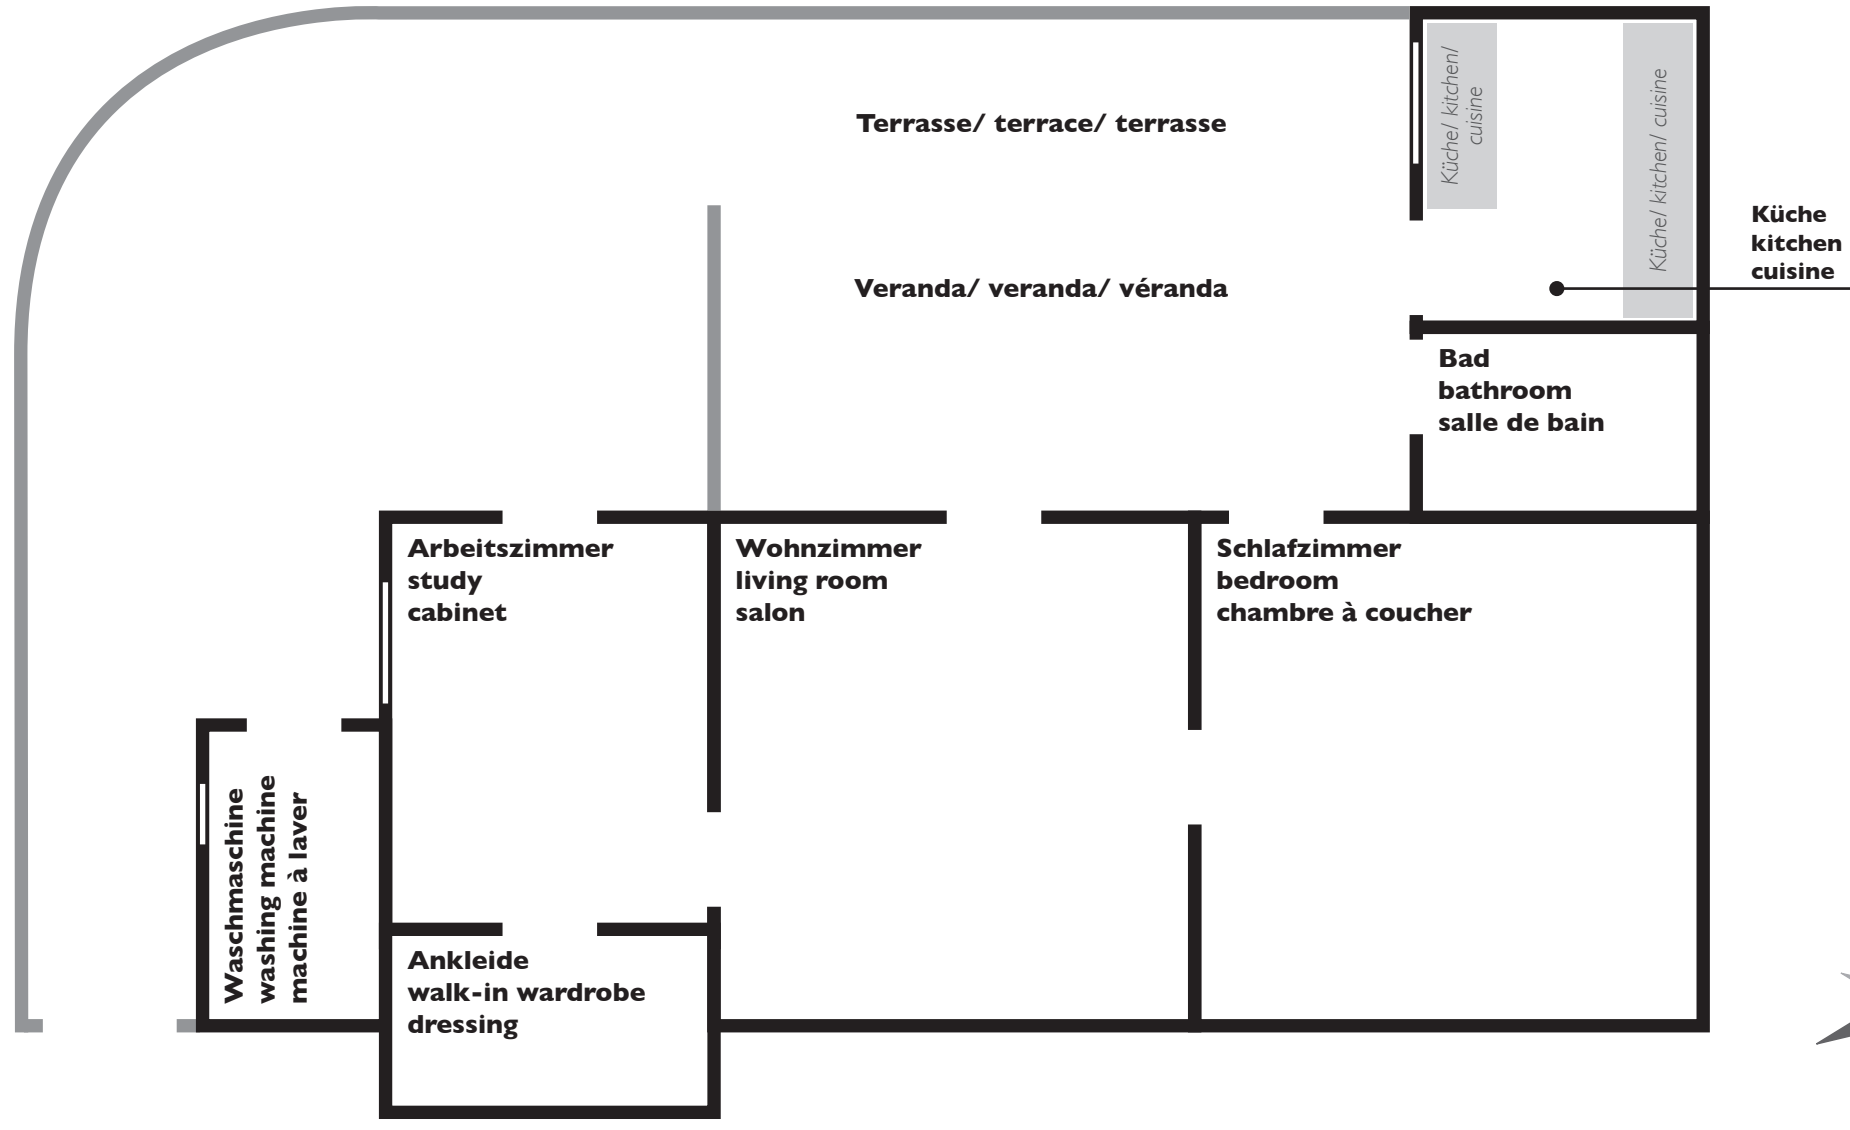 Terrasse/ terrace/ terrasse
Küche/ kitchen/
cuisine
Küche/ kitchen/ cuisine
Küche
kitchen
cuisine
Veranda/ veranda/ véranda
Bad
bathroom
salle de bain
Arbeitszimmer
study
cabinet
Wohnzimmer
living room
salon
Schlafzimmer
bedroom
chambre à coucher
Waschmaschine
washing machine
machine à laver
Ankleide
walk-in wardrobe
dressing